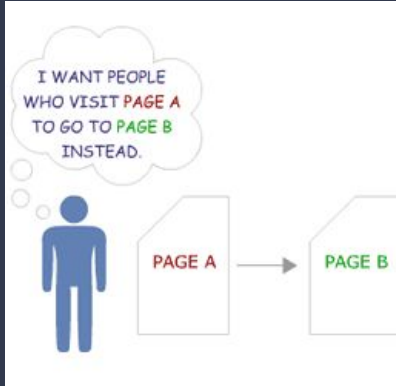 I WANT PEOPLE
WHO VISIT PAGE A
TO GO TO PAGE B
INSTEAD.
PAGE A
PAGE B